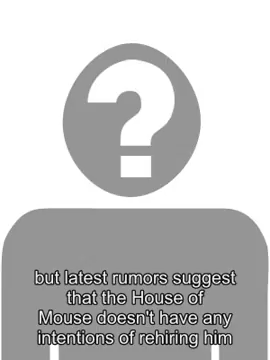 ?
but latest rumors suggest
that the House of
Mouse doesn't have any
intentions of rehiring him